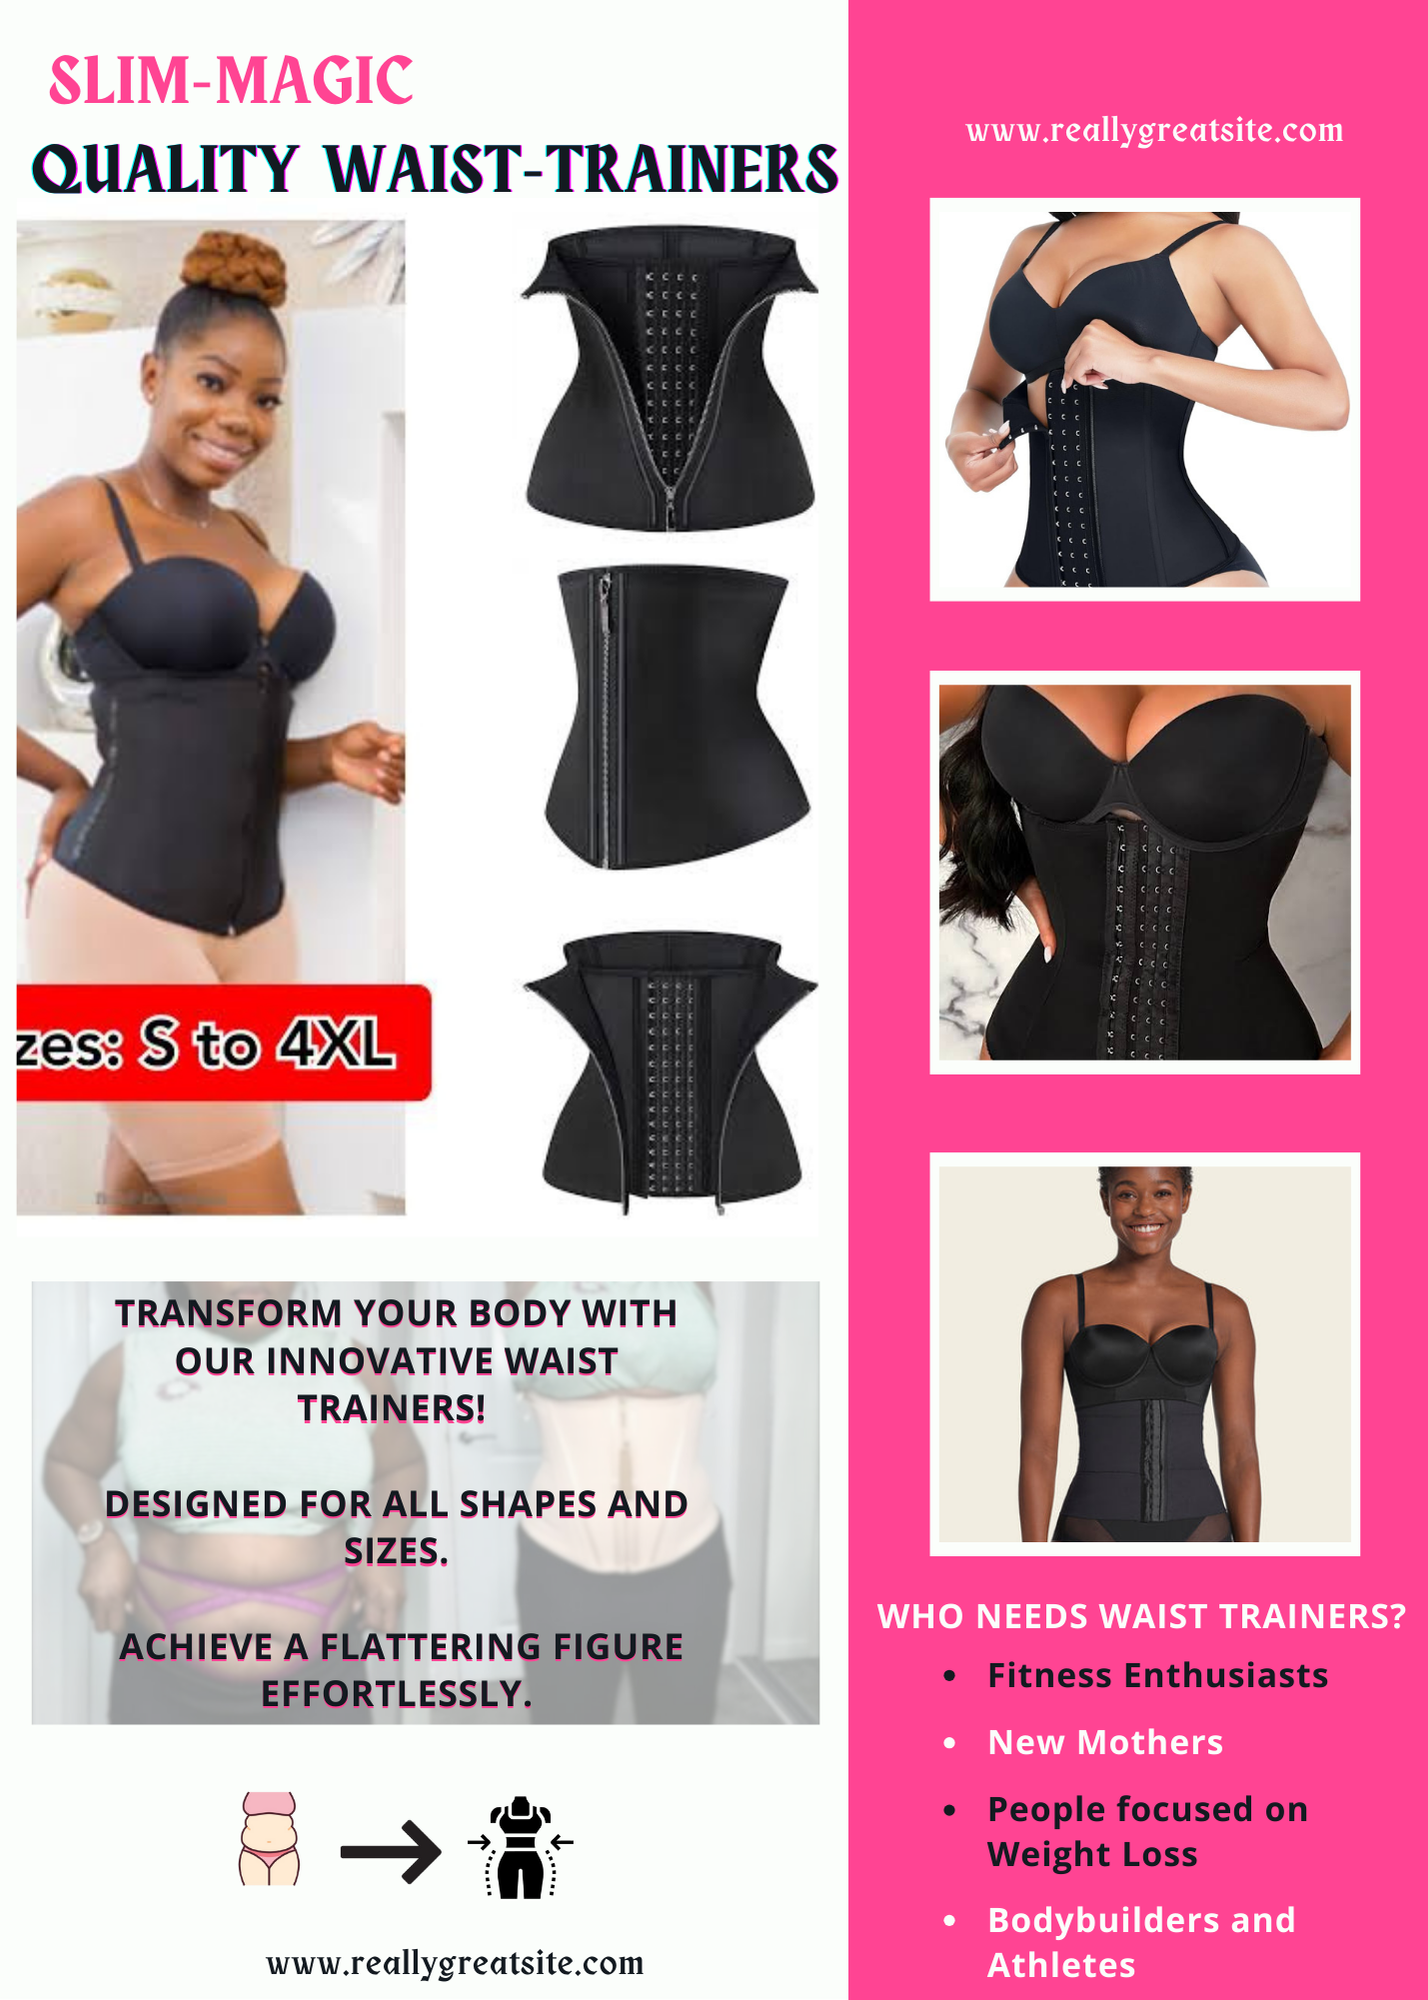 SLIM-MAGIC
QUALITY WAIST-TRAINERS
zes: S to 4XL
TRANSFORM YOUR BODY WITH
OUR INNOVATIVE WAIST
TRAINERS!
DESIGNED FOR ALL SHAPES AND
SIZES.
ACHIEVE A FLATTERING FIGURE
EFFORTLESSLY.
www.reallygreatsite.com
www.reallygreatsite.com
WHO NEEDS WAIST TRAINERS?
• Fitness Enthusiasts
• New Mothers
• People focused on
Weight Loss
• Bodybuilders and
Athletes